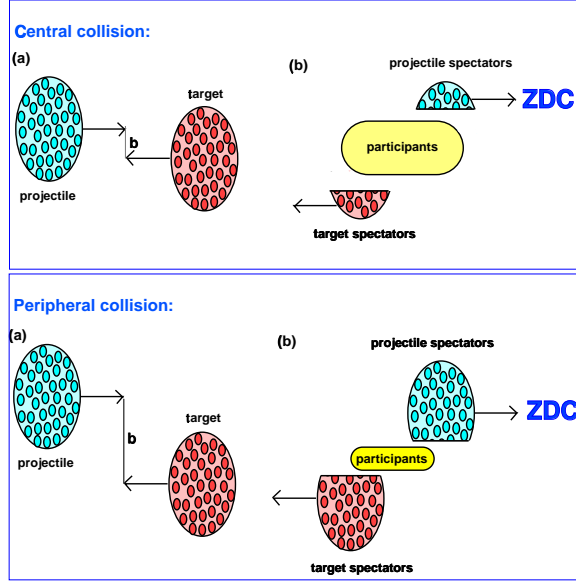 Central collision:
(a)
(b)
projectile spectators
target
ZDC
b
participants
projectile
target spectators
Peripheral collision:
(a)
(b)
projectile spectators
target
ZDC
b
participants
projectile
target spectators